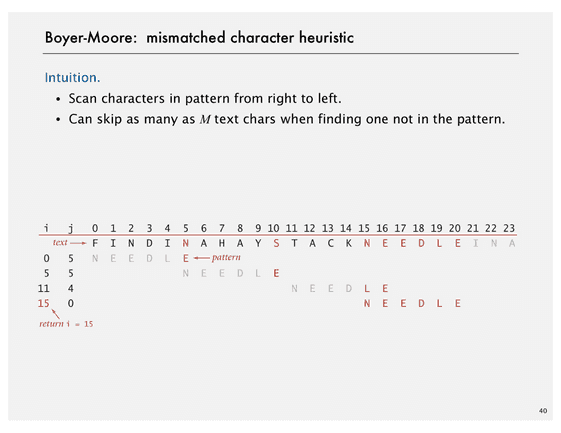 Boyer-Moore: mismatched character heuristic
Intuition.
• Scan characters in pattern from right to left.
• Can skip as many as M text chars when finding one not in the pattern.
i j 0 1 2 3 4 5 6 7 8 9 10 11 12 13 14 15 16 17 18 19 20 21 22 23
text F I N D I N A H A Y S T A C K N E E D L E I N A
0 5 N E E D L E pattern
5 5 N E E D L E
11 4 N E E D L E
15 0 N E E D L E
return i = 15
40